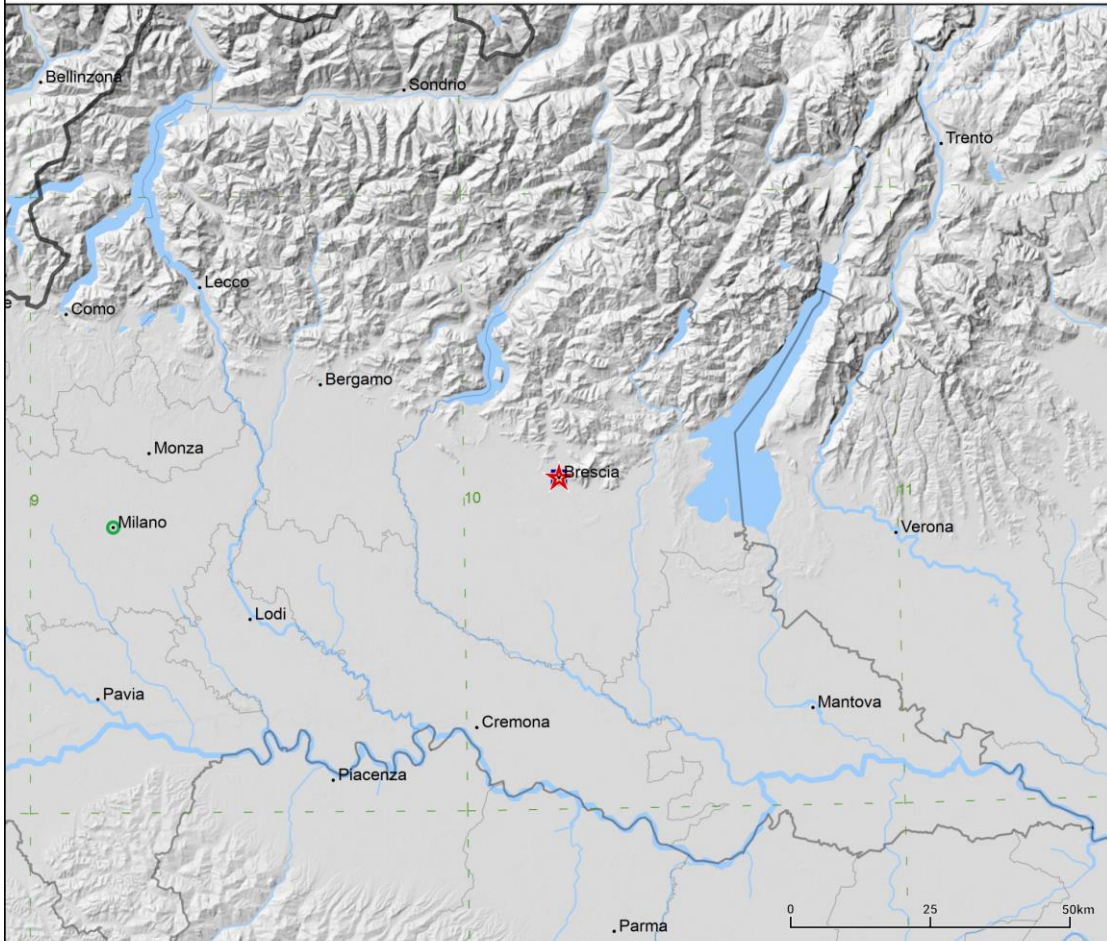 Bellinzona
Sondrio
Trento
Lecco
e
Como
Bergamo
Monza
Brescia
9
10
11
Milano
Verona
Lodi
Pavia
Mantova
Cremona
Piacenza
0 25 50km
Parma